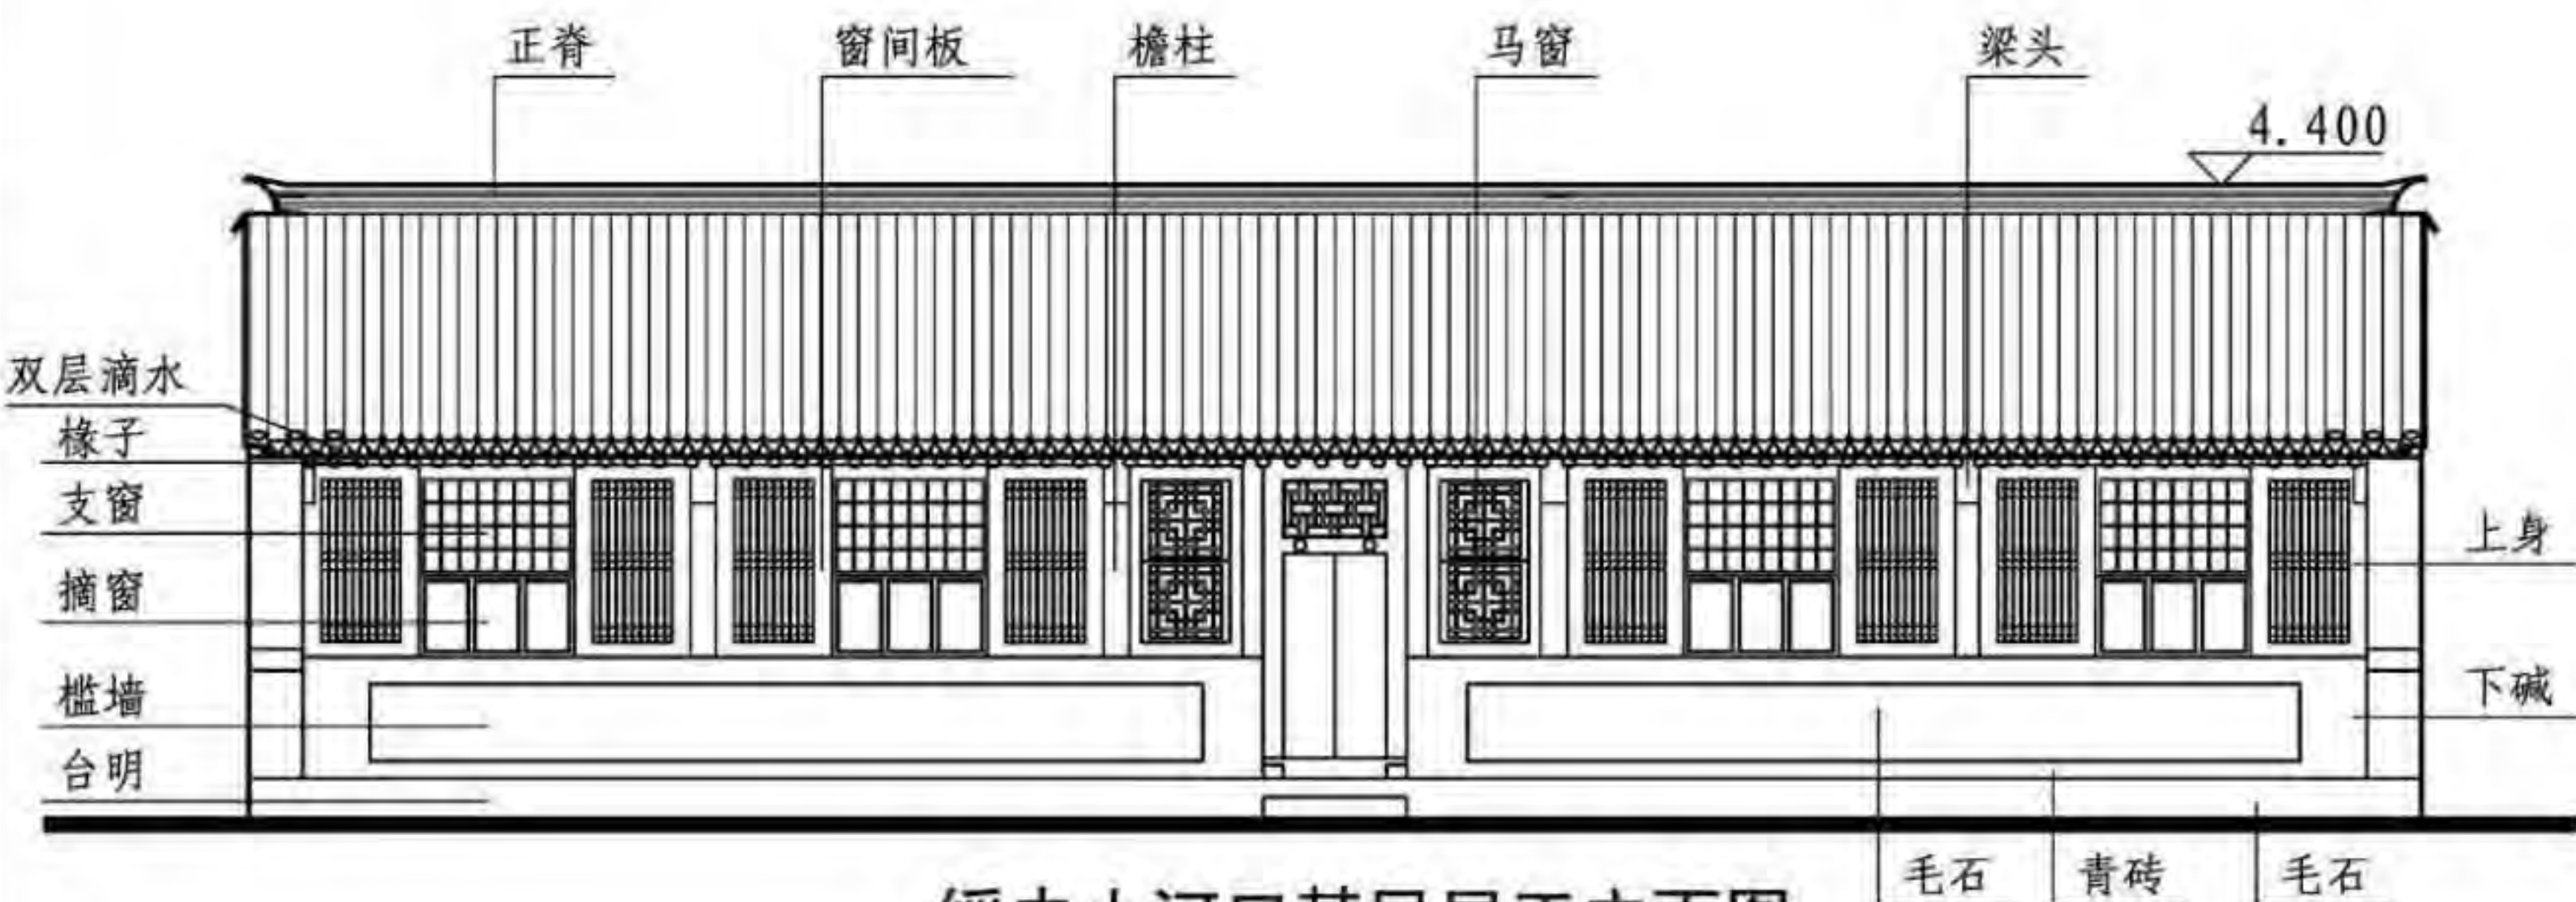 正脊
窗间板
檐柱
马窗
梁头
4.400
双层滴水
椽子
支窗
摘窗
槛墙
台明
上身
下碱
毛石
青砖
毛石